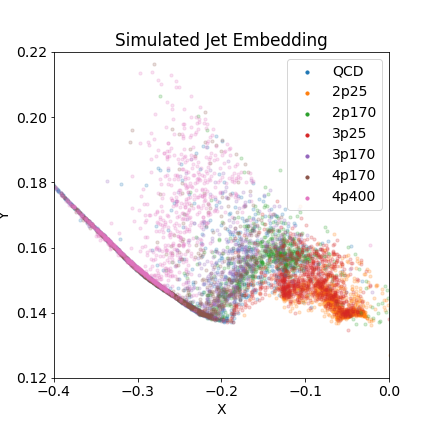 Simulated Jet Embedding
0.22
0.20
0.18
0.16
0.14
0.12
Y
−0.4
−0.3
−0.2
−0.1
0.0
X
QCD
2p25
2p170
3p25
3p170
4p170
4p400